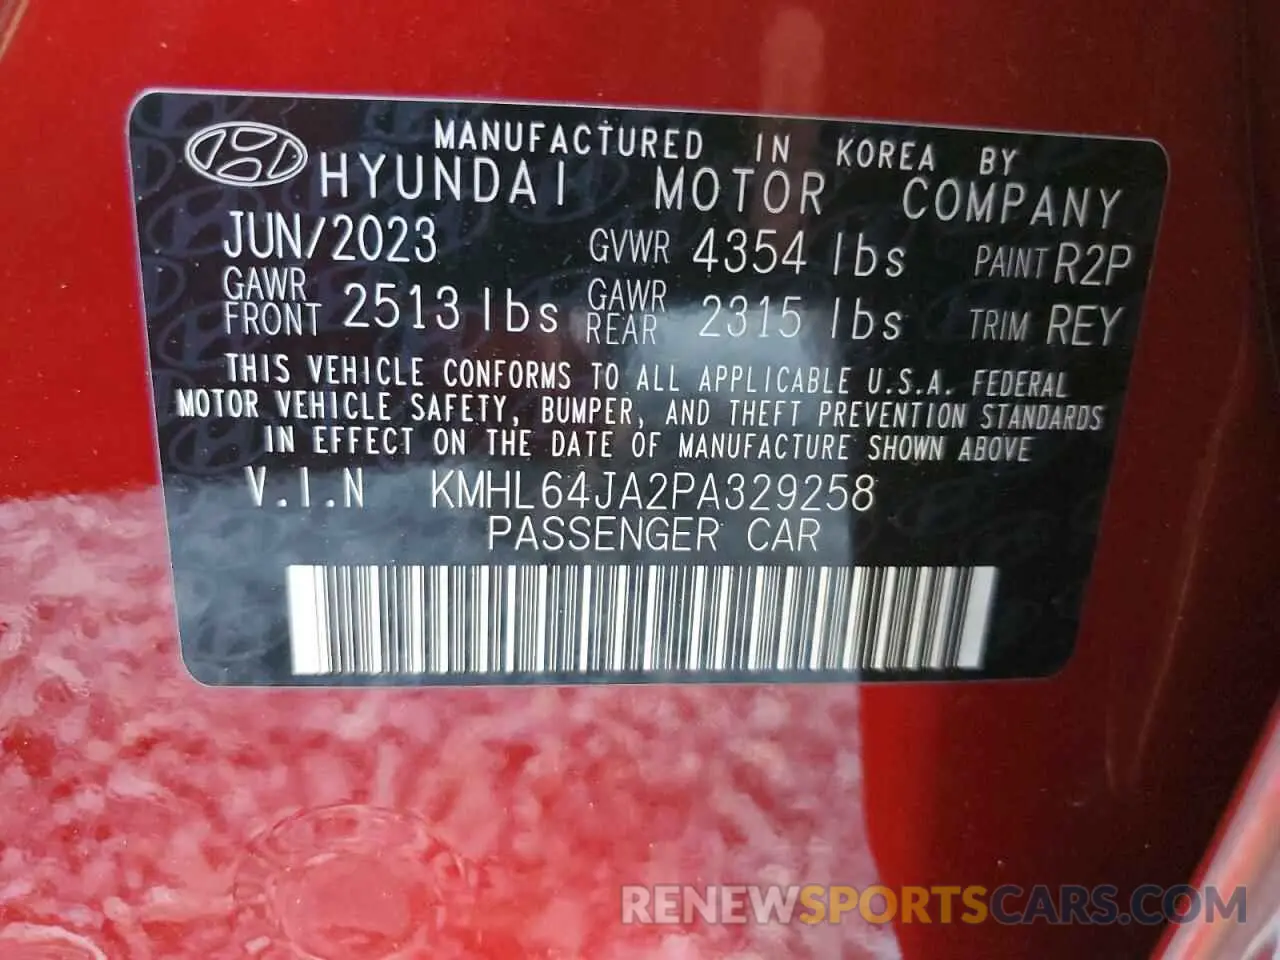 MANUFACTURED IN KOREA BY
HYUNDAI MOTOR COMPANY
JUN/2023 GVWR 4354 lbs PAINT R2P
GAWR FRONT 2513 lbs GAWR REAR 2315 lbs TRIM REY
THIS VEHICLE CONFORMS TO ALL APPLICABLE U.S.A. FEDERAL
MOTOR VEHICLE SAFETY, BUMPER, AND THEFT PREVENTION STANDARDS
IN EFFECT ON THE DATE OF MANUFACTURE SHOWN ABOVE
V.I.N KMHL64JA2PA329258
PASSENGER CAR
RENEWSPORTSCARS.COM